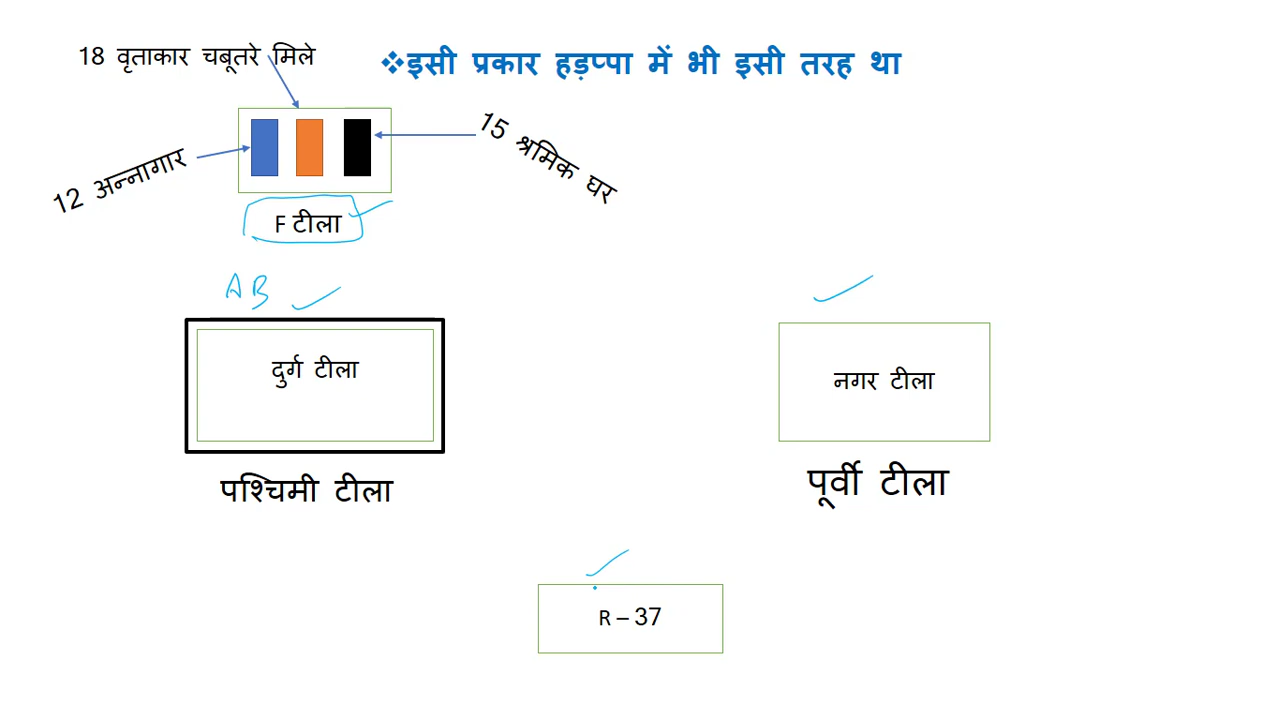 18 वृताकार चबूतरे मिले
❖इसी प्रकार हड़प्पा में भी इसी तरह था
12 अन्नागार
15 श्रमिक घर
F टीला
AB
दुर्ग टीला
नगर टीला
पश्चिमी टीला
पूर्वी टीला
R – 37